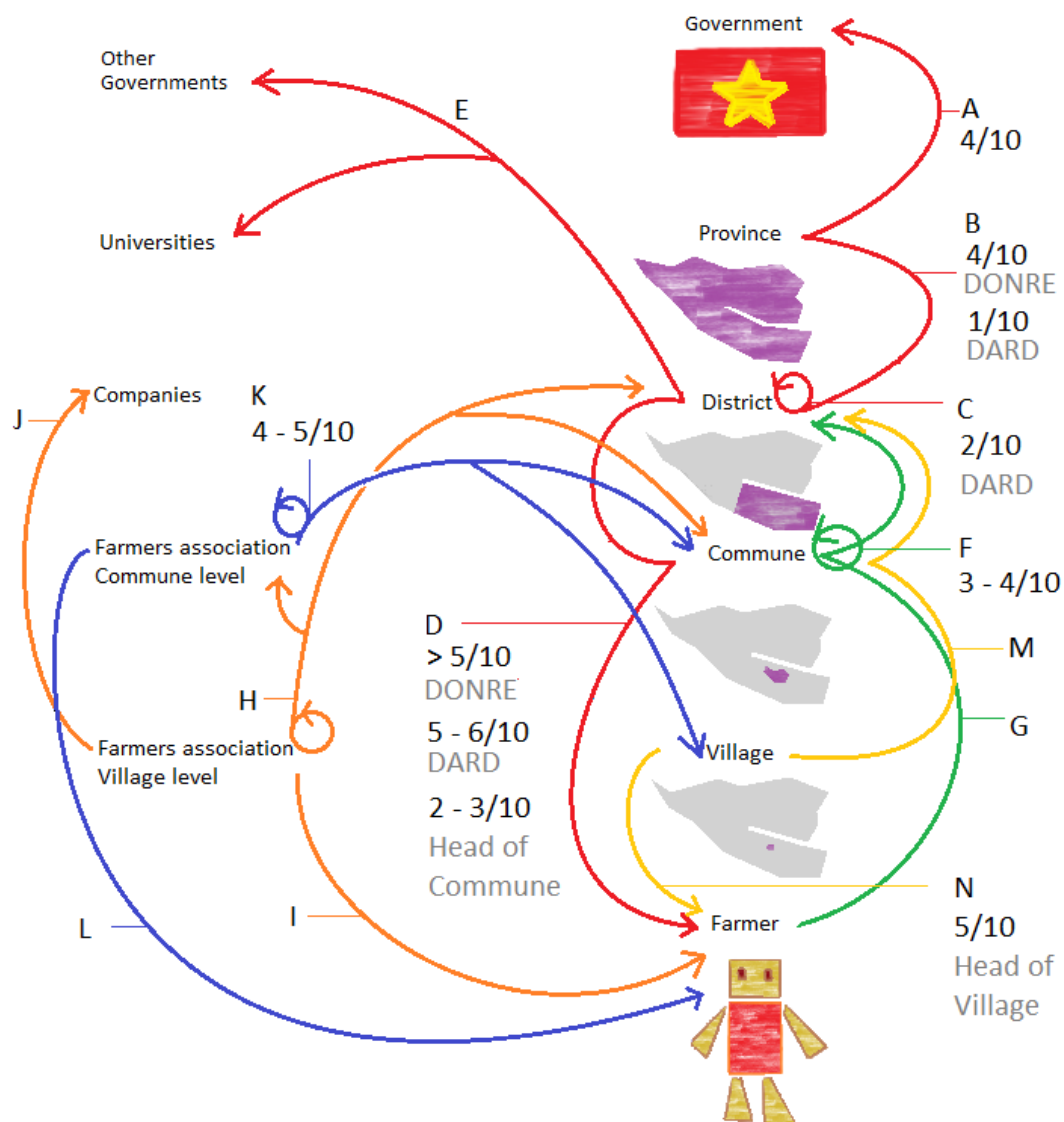 Government
Other
Governments
E
A
4/10
Universities
Province
B
4/10
DONRE
1/10
DARD
Companies
J
K
4 - 5/10
District
C
2/10
DARD
Farmers association
Commune level
Commune
F
3 - 4/10
D
> 5/10
DONRE
5 - 6/10
DARD
2 - 3/10
Head of
Commune
H
M
G
Farmers association
Village level
Village
L
I
Farmer
N
5/10
Head of
Village